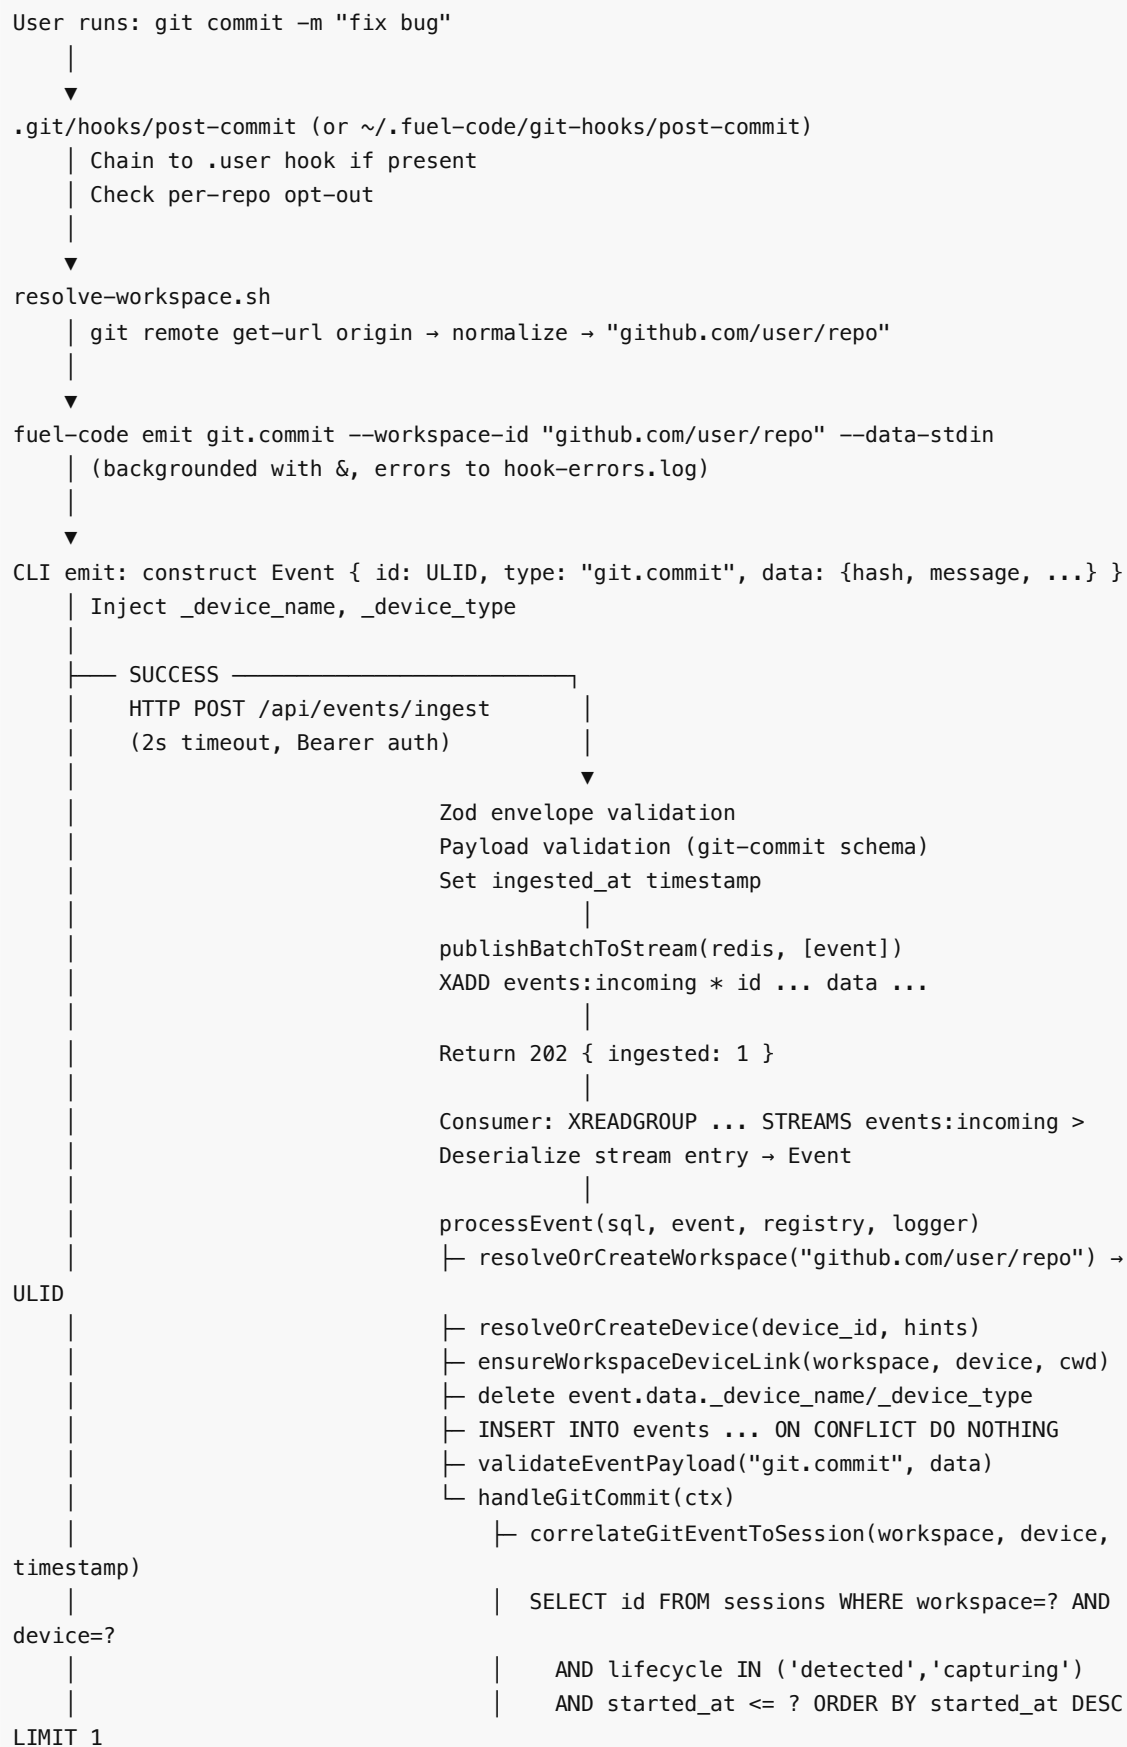 User runs: git commit -m "fix bug"
│
▼
.git/hooks/post-commit (or ~/.fuel-code/git-hooks/post-commit)
│ Chain to .user hook if present
│ Check per-repo opt-out
│
▼
resolve-workspace.sh
│ git remote get-url origin → normalize → "github.com/user/repo"
│
▼
fuel-code emit git.commit --workspace-id "github.com/user/repo" --data-stdin
│ (backgrounded with &, errors to hook-errors.log)
│
▼
CLI emit: construct Event { id: ULID, type: "git.commit", data: {hash, message, ...} }
│ Inject _device_name, _device_type
│
├── SUCCESS ──────────────────────────┐
│ HTTP POST /api/events/ingest │
│ (2s timeout, Bearer auth) │
│ ▼
│ Zod envelope validation
│ Payload validation (git-commit schema)
│ Set ingested_at timestamp
│ │
│ publishBatchToStream(redis, [event])
│ XADD events:incoming * id ... data ...
│ │
│ Return 202 { ingested: 1 }
│ │
│ Consumer: XREADGROUP ... STREAMS events:incoming >
│ Deserialize stream entry → Event
│ │
│ processEvent(sql, event, registry, logger)
│ ├─ resolveOrCreateWorkspace("github.com/user/repo") →
ULID
│ ├─ resolveOrCreateDevice(device_id, hints)
│ ├─ ensureWorkspaceDeviceLink(workspace, device, cwd)
│ ├─ delete event.data._device_name/_device_type
│ ├─ INSERT INTO events ... ON CONFLICT DO NOTHING
│ ├─ validateEventPayload("git.commit", data)
│ └─ handleGitCommit(ctx)
│ ├─ correlateGitEventToSession(workspace, device,
timestamp)
│ │ SELECT id FROM sessions WHERE workspace=? AND
device=?
│ │ AND lifecycle IN ('detected','capturing')
│ │ AND started_at <= ? ORDER BY started_at DESC
LIMIT 1